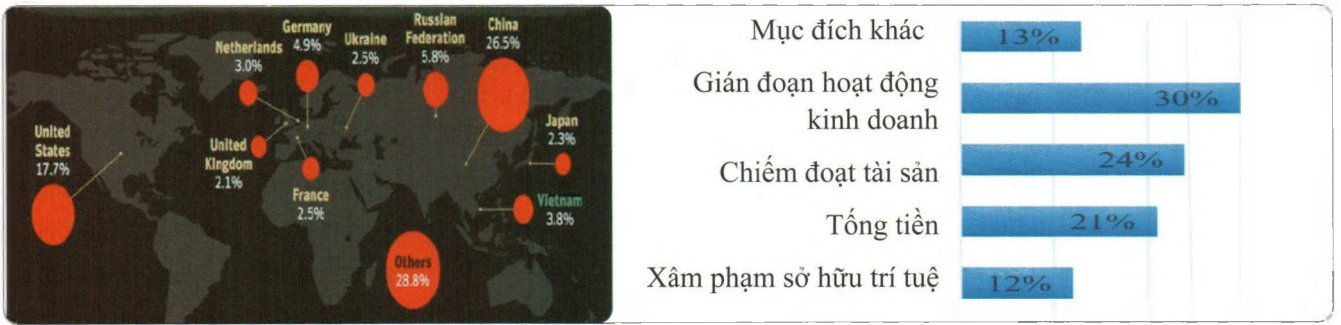 Germany
4.9%
Netherlands
3.0%
Ukraine
2.5%
Russian
Federation
5.8%
China
26.5%
United
States
17.7%
United
Kingdom
2.1%
France
2.5%
Japan
2.3%
Vietnam
3.8%
Others
28.8%
Mục đích khác
13%
Gián đoạn hoạt động
kinh doanh
30%
Chiếm đoạt tài sản
24%
Tống tiền
21%
Xâm phạm sở hữu trí tuệ
12%